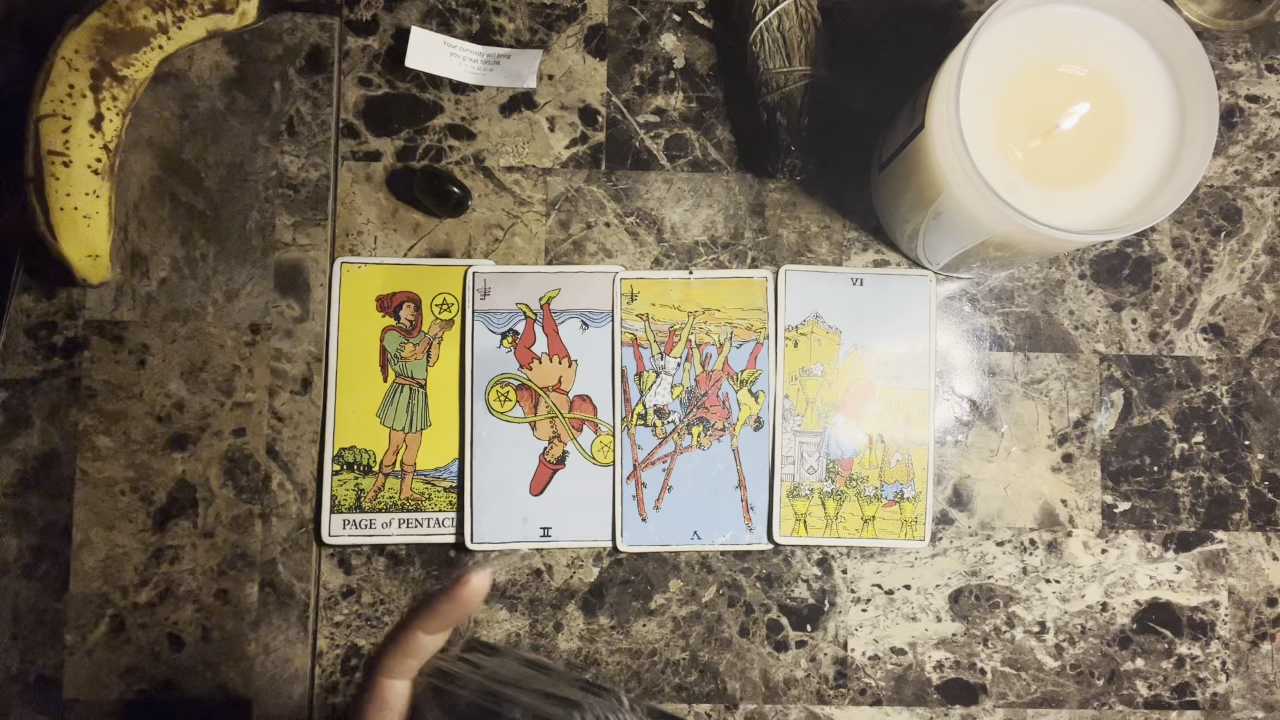 Your curiosity will bring
you great fortune.
VI
PAGE of PENTACL
II
V